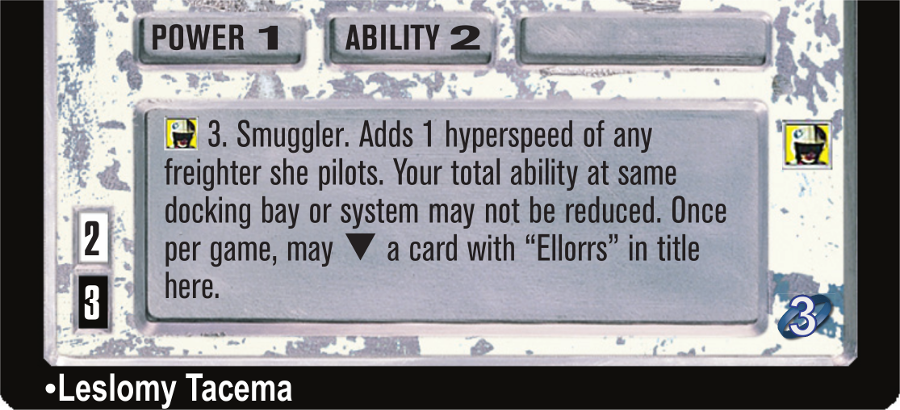 POWER 1 ABILITY 2
3. Smuggler. Adds 1 hyperspeed of any
freighter she pilots. Your total ability at same
docking bay or system may not be reduced. Once
per game, may ▼ a card with “Ellorrs” in title
here.
2
3
3
•Leslomy Tacema